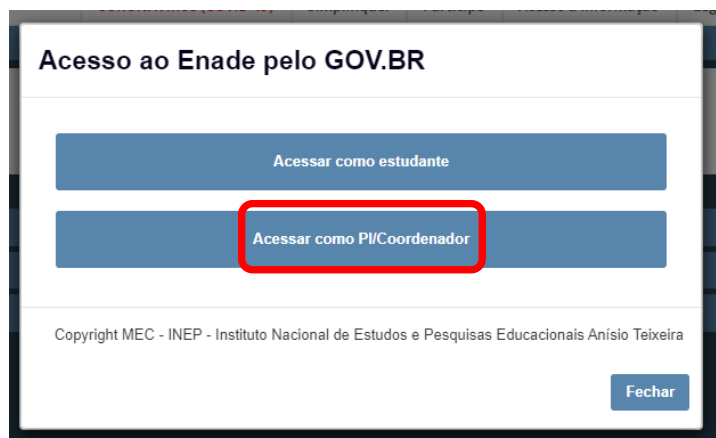 Acesso ao Enade pelo GOV.BR
Acessar como estudante
Acessar como PI/Coordenador
Copyright MEC - INEP - Instituto Nacional de Estudos e Pesquisas Educacionais Anísio Teixeira
Fechar